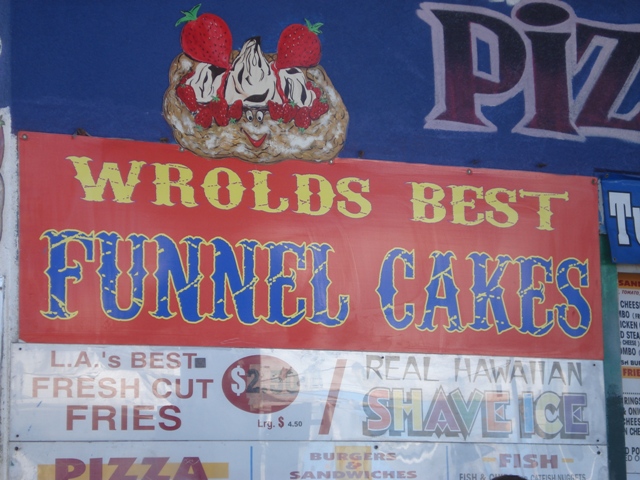 PiZ
WROLDS BEST
FUNNEL CAKES
L.A.'s BEST
FRESH CUT
FRIES
Lrg. $ 4.50
REAL HAWAIIAN
SHAVE ICE
PIZZA
BURGERS
&
SANDWICHES
FISH